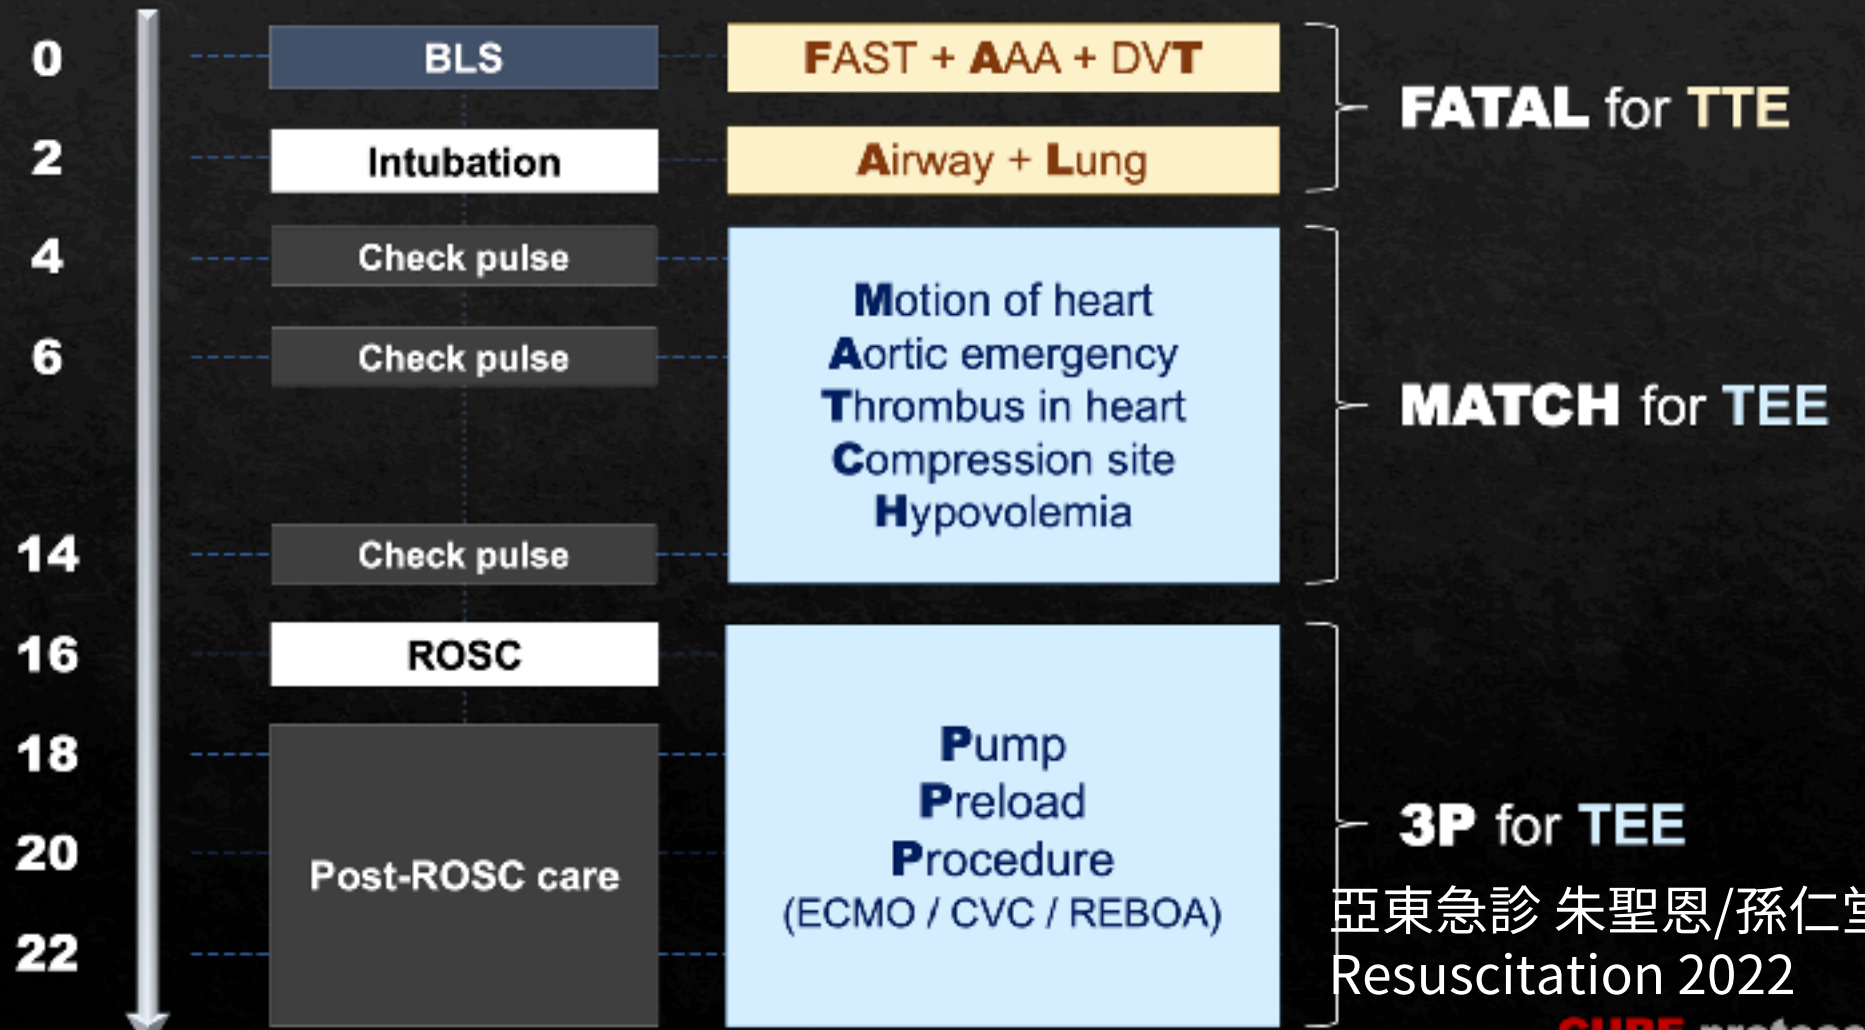 0
BLS
FAST + AAA + DVT
2
Intubation
Airway + Lung
FATAL for TTE
4
Check pulse
6
Check pulse
14
Check pulse
Motion of heart
Aortic emergency
Thrombus in heart
Compression site
Hypovolemia
MATCH for TEE
16
ROSC
18
20
22
Post-ROSC care
Pump
Preload
Procedure
(ECMO / CVC / REBOA)
3P for TEE
亞東急診 朱聖恩/孫仁堂
Resuscitation 2022